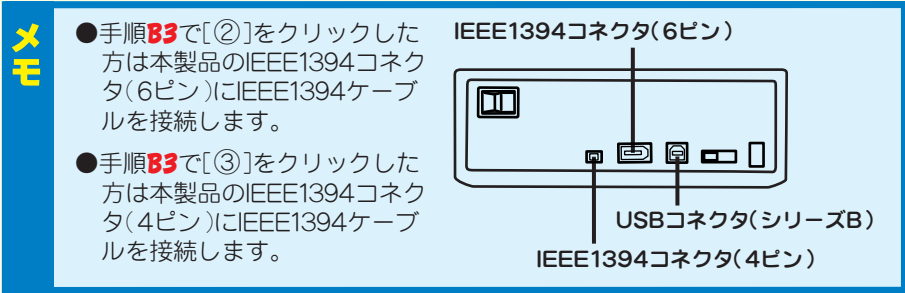 メモ
●手順B3で[②]をクリックした
方は本製品のIEEE1394コネク
タ(6ピン)にIEEE1394ケーブ
ルを接続します。
●手順B3で[③]をクリックした
方は本製品のIEEE1394コネク
タ(4ピン)にIEEE1394ケーブ
ルを接続します。
IEEE1394コネクタ(6ピン)
USBコネクタ(シリーズB)
IEEE1394コネクタ(4ピン)